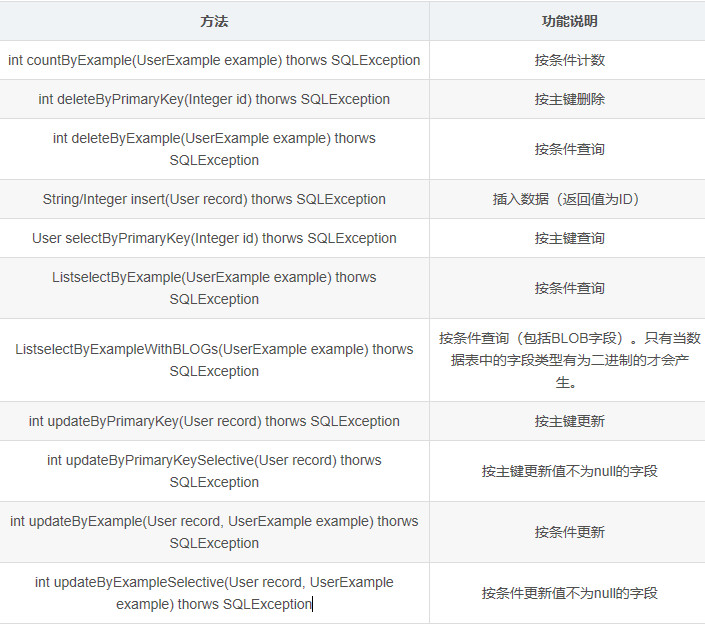 方法
功能说明
int countByExample(UserExample example) thorws SQLException
按条件计数
int deleteByPrimaryKey(Integer id) thorws SQLException
按主键删除
int deleteByExample(UserExample example) thorws
SQLException
按条件查询
String/Integer insert(User record) thorws SQLException
插入数据（返回值为ID）
User selectByPrimaryKey(Integer id) thorws SQLException
按主键查询
ListselectByExample(UserExample example) thorws
SQLException
按条件查询
ListselectByExampleWithBLOGs(UserExample example) thorws
SQLException
按条件查询（包括BLOB字段）。只有当数
据表中的字段类型有为二进制的才会产
生。
int updateByPrimaryKey(User record) thorws SQLException
按主键更新
int updateByPrimaryKeySelective(User record) thorws
SQLException
按主键更新值不为null的字段
int updateByExample(User record, UserExample example) thorws
SQLException
按条件更新
int updateByExampleSelective(User record, UserExample
example) thorws SQLException
按条件更新值不为null的字段